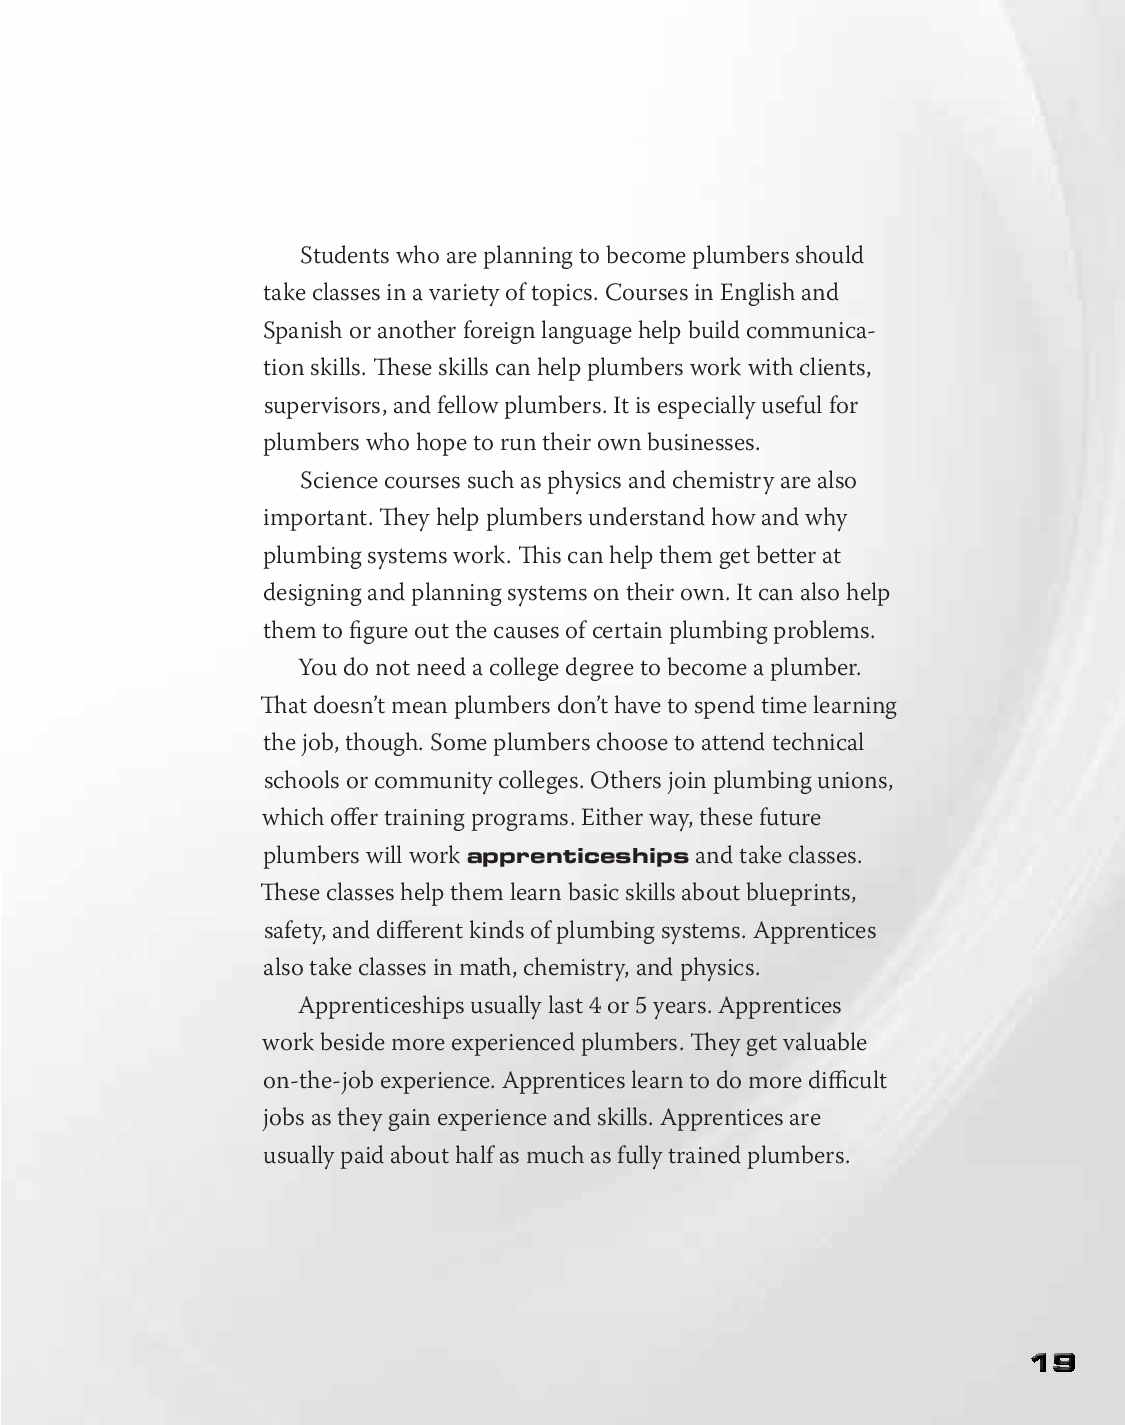 Students who are planning to become plumbers should
take classes in a variety of topics. Courses in English and
Spanish or another foreign language help build communica-
tion skills. These skills can help plumbers work with clients,
supervisors, and fellow plumbers. It is especially useful for
plumbers who hope to run their own businesses.
Science courses such as physics and chemistry are also
important. They help plumbers understand how and why
plumbing systems work. This can help them get better at
designing and planning systems on their own. It can also help
them to figure out the causes of certain plumbing problems.
You do not need a college degree to become a plumber.
That doesn’t mean plumbers don’t have to spend time learning
the job, though. Some plumbers choose to attend technical
schools or community colleges. Others join plumbing unions,
which offer training programs. Either way, these future
plumbers will work apprenticeships and take classes.
These classes help them learn basic skills about blueprints,
safety, and different kinds of plumbing systems. Apprentices
also take classes in math, chemistry, and physics.
Apprenticeships usually last 4 or 5 years. Apprentices
work beside more experienced plumbers. They get valuable
on-the-job experience. Apprentices learn to do more difficult
jobs as they gain experience and skills. Apprentices are
usually paid about half as much as fully trained plumbers.
19